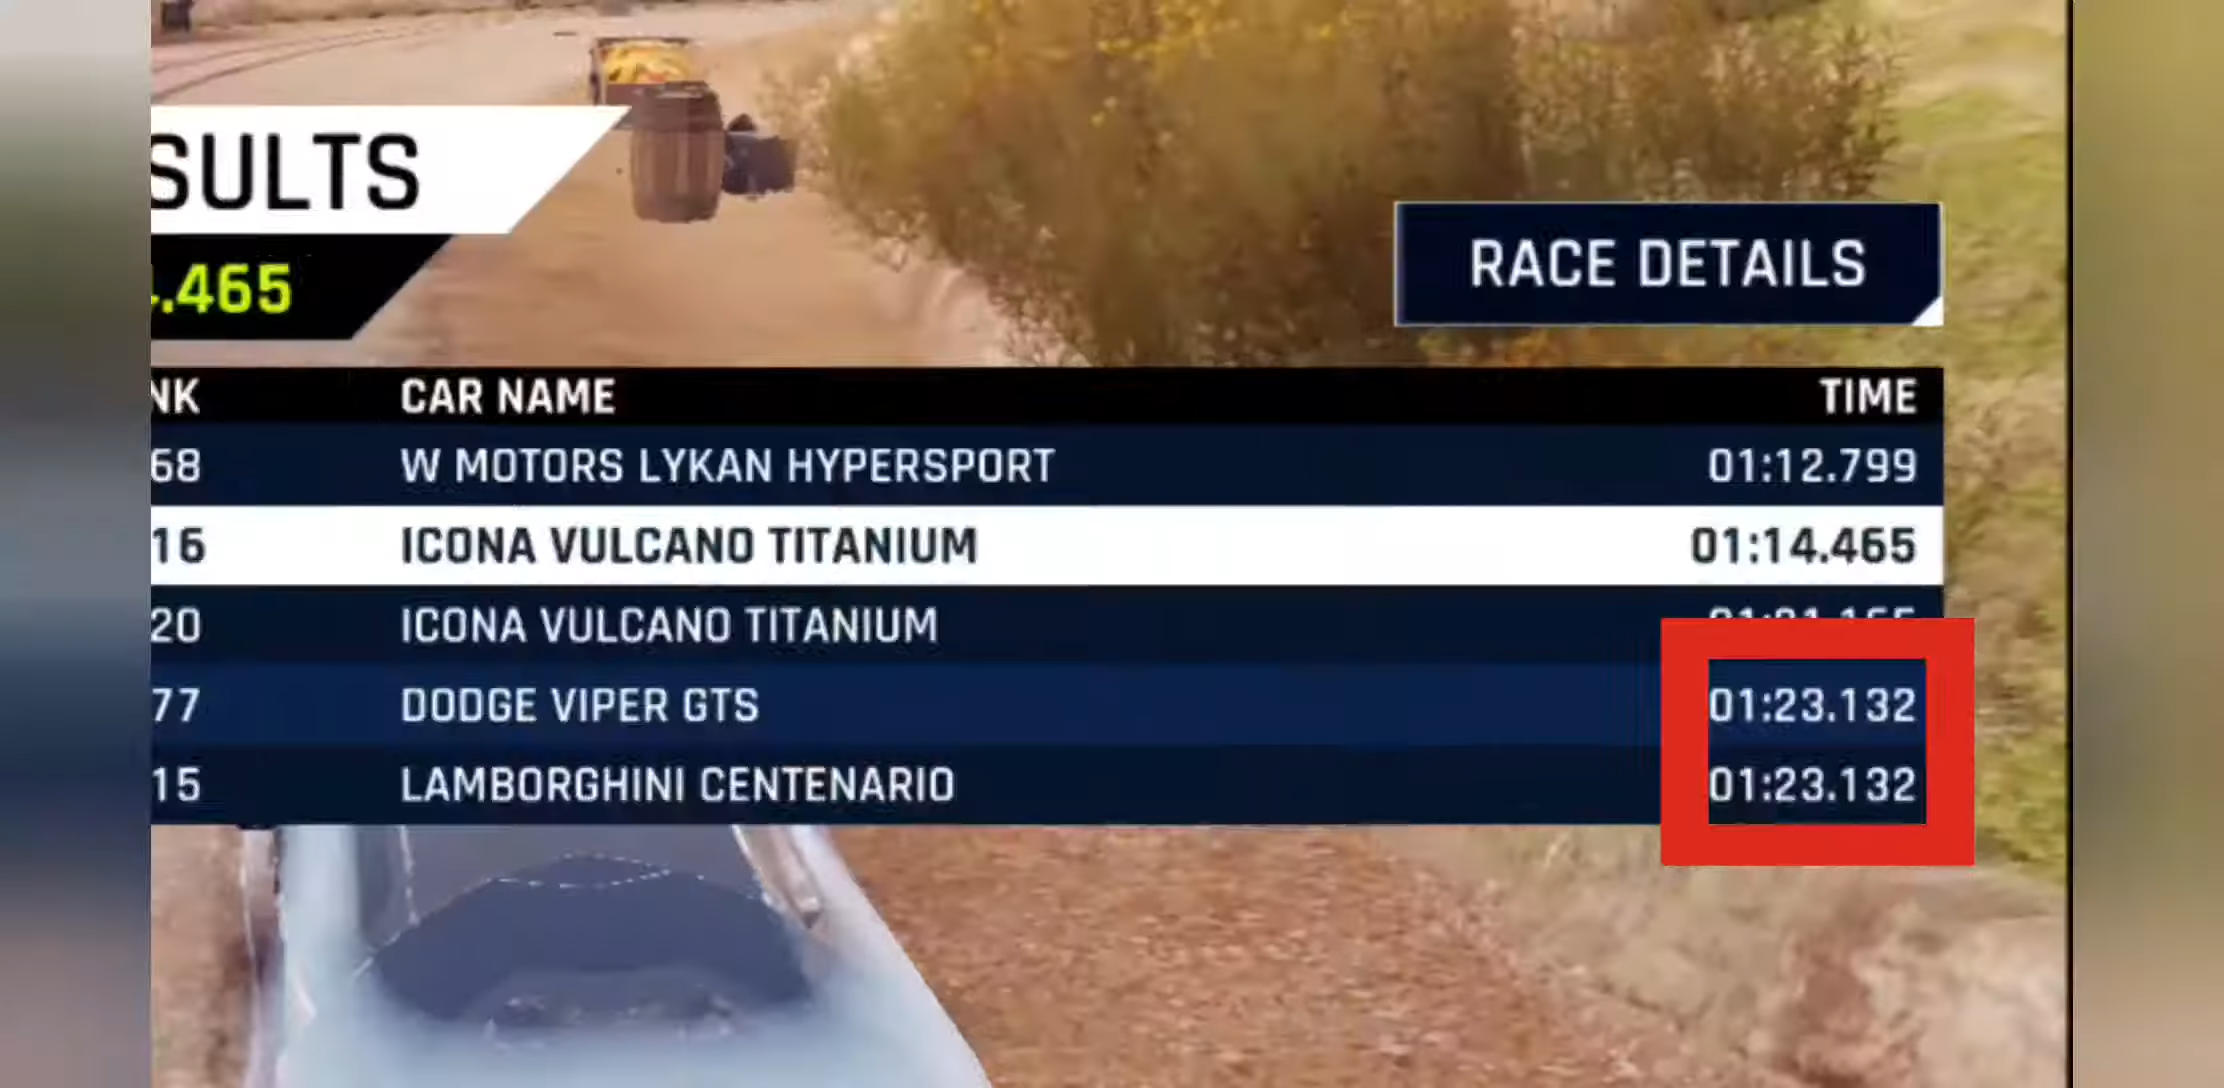 SULTS
.465
RACE DETAILS
NK CAR NAME TIME
68 W MOTORS LYKAN HYPERSPORT 01:12.799
16 ICONA VULCANO TITANIUM 01:14.465
20 ICONA VULCANO TITANIUM
77 DODGE VIPER GTS 01:23.132
15 LAMBORGHINI CENTENARIO 01:23.132